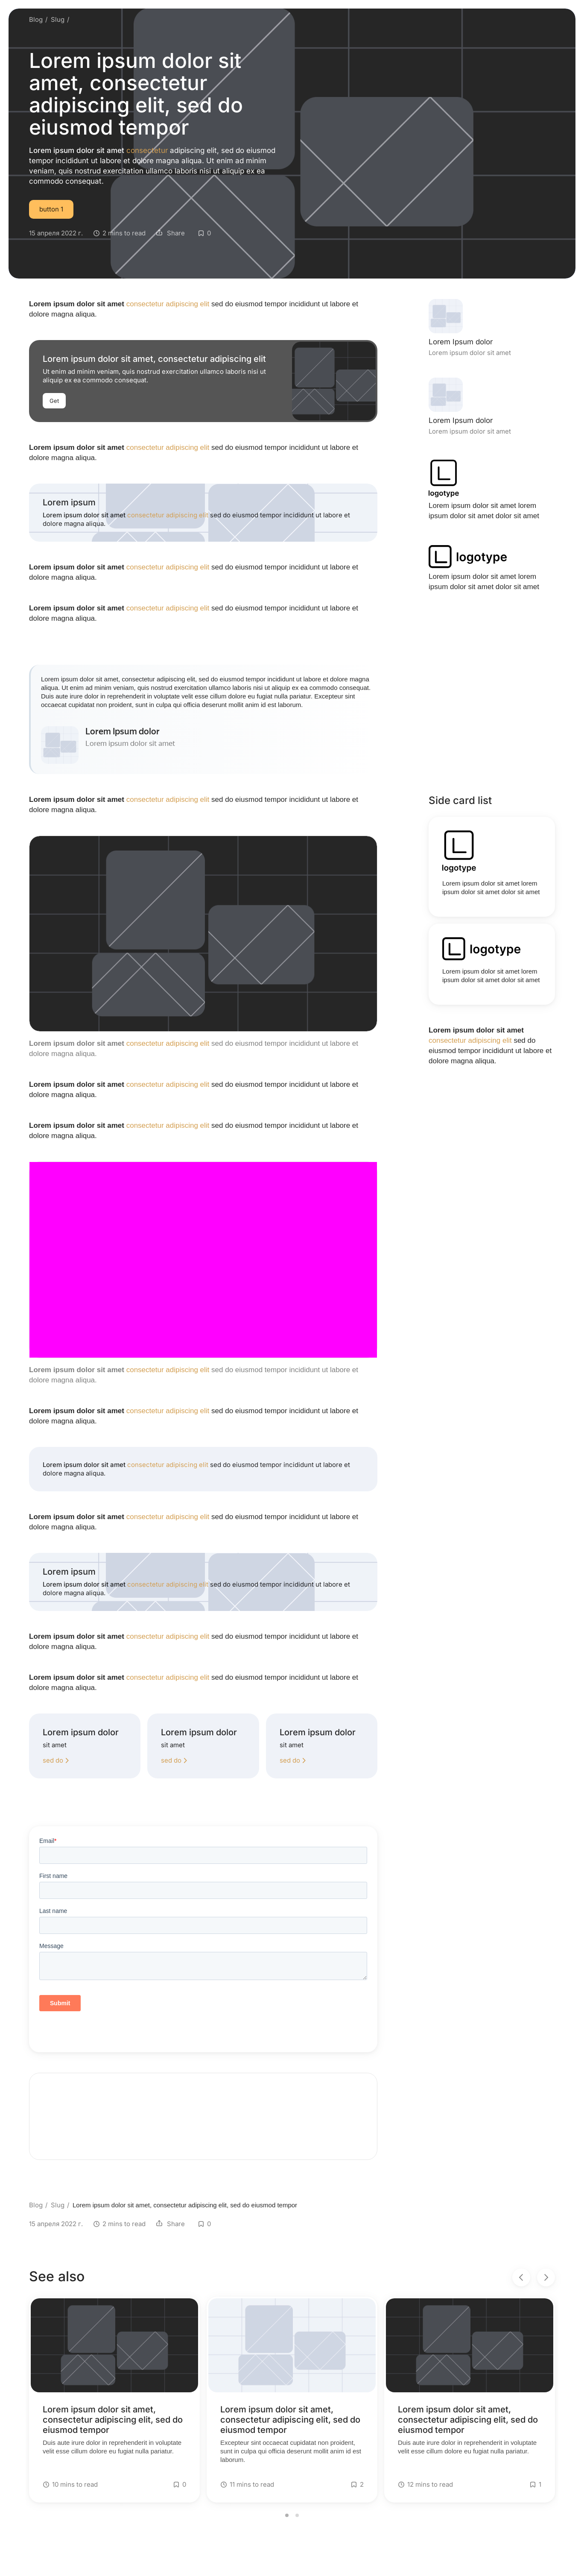 Blog / Slug /
Lorem ipsum dolor sit
amet, consectetur
adipiscing elit, sed do
eiusmod tempør
Lorem ipsum dolor sit amet consectetur adipiscing elit, sed do eiusmod
tempor incididunt ut labore et dolore magna aliqua. Ut enim ad minim
veniam, quis nostrud exercitation ullamco laboris nisi ut aliquip ex ea
commodo consequat.
button 1
15 апреля 2022 г. 2 mins to read Share 0
Lorem ipsum dolor sit amet consectetur adipiscing elit sed do eiusmod tempor incididunt ut labore et
dolore magna aliqua.
Lorem ipsum dolor sit amet, consectetur adipiscing elit
Ut enim ad minim veniam, quis nostrud exercitation ullamco laboris nisi ut
aliquip ex ea commodo consequat.
Get
Lorem ipsum dolor sit amet consectetur adipiscing elit sed do eiusmod tempor incididunt ut labore et
dolore magna aliqua.
Lorem ipsum
Lorem ipsum dolor sit amet consectetur adipiscing elit sed do eiusmod tempor incididunt ut labore et
dolore magna aliqua.
Lorem ipsum dolor sit amet consectetur adipiscing elit sed do eiusmod tempor incididunt ut labore et
dolore magna aliqua.
Lorem ipsum dolor sit amet consectetur adipiscing elit sed do eiusmod tempor incididunt ut labore et
dolore magna aliqua.
Lorem Ipsum dolor
Lorem ipsum dolor sit amet
Lorem Ipsum dolor
Lorem ipsum dolor sit amet
logotype
Lorem ipsum dolor sit amet lorem
ipsum dolor sit amet dolor sit amet
logotype
Lorem ipsum dolor sit amet lorem
ipsum dolor sit amet dolor sit amet
Lorem ipsum dolor sit amet, consectetur adipiscing elit, sed do eiusmod tempor incididunt ut labore et dolore magna
aliqua. Ut enim ad minim veniam, quis nostrud exercitation ullamco laboris nisi ut aliquip ex ea commodo consequat.
Duis aute irure dolor in reprehenderit in voluptate velit esse cillum dolore eu fugiat nulla pariatur. Excepteur sint
occaecat cupidatat non proident, sunt in culpa qui officia deserunt mollit anim id est laborum.
Lorem Ipsum dolor
Lorem ipsum dolor sit amet
Lorem ipsum dolor sit amet consectetur adipiscing elit sed do eiusmod tempor incididunt ut labore et
dolore magna aliqua.
Lorem ipsum dolor sit amet consectetur adipiscing elit sed do eiusmod tempor incididunt ut labore et
dolore magna aliqua.
Lorem ipsum dolor sit amet consectetur adipiscing elit sed do eiusmod tempor incididunt ut labore et
dolore magna aliqua.
Lorem ipsum dolor sit amet consectetur adipiscing elit sed do eiusmod tempor incididunt ut labore et
dolore magna aliqua.
Side card list
logotype
Lorem ipsum dolor sit amet lorem
ipsum dolor sit amet dolor sit amet
logotype
Lorem ipsum dolor sit amet lorem
ipsum dolor sit amet dolor sit amet
Lorem ipsum dolor sit amet
consectetur adipiscing elit sed do
eiusmod tempor incididunt ut labore et
dolore magna aliqua.
Lorem ipsum dolor sit amet consectetur adipiscing elit sed do eiusmod tempor incididunt ut labore et
dolore magna aliqua.
Lorem ipsum dolor sit amet consectetur adipiscing elit sed do eiusmod tempor incididunt ut labore et
dolore magna aliqua.
Lorem ipsum dolor sit amet consectetur adipiscing elit sed do eiusmod tempor incididunt ut labore et
dolore magna aliqua.
Lorem ipsum dolor sit amet consectetur adipiscing elit sed do eiusmod tempor incididunt ut labore et
dolore magna aliqua.
Lorem ipsum
Lorem ipsum dolor sit amet consectetur adipiscing elit sed do eiusmod tempor incididunt ut labore et
dolore magna aliqua.
Lorem ipsum dolor sit amet consectetur adipiscing elit sed do eiusmod tempor incididunt ut labore et
dolore magna aliqua.
Lorem ipsum dolor sit amet consectetur adipiscing elit sed do eiusmod tempor incididunt ut labore et
dolore magna aliqua.
Lorem ipsum dolor
sit amet
sed do
Lorem ipsum dolor
sit amet
sed do
Lorem ipsum dolor
sit amet
sed do
Email*
First name
Last name
Message
Submit
Blog / Slug / Lorem ipsum dolor sit amet, consectetur adipiscing elit, sed do eiusmod tempor
15 апреля 2022 г. 2 mins to read Share 0
See also
Lorem ipsum dolor sit amet,
consectetur adipiscing elit, sed do
eiusmod tempor
Duis aute irure dolor in reprehenderit in voluptate
velit esse cillum dolore eu fugiat nulla pariatur.
10 mins to read 0
Lorem ipsum dolor sit amet,
consectetur adipiscing elit, sed do
eiusmod tempor
Excepteur sint occaecat cupidatat non proident,
sunt in culpa qui officia deserunt mollit anim id est
laborum.
11 mins to read 2
Lorem ipsum dolor sit amet,
consectetur adipiscing elit, sed do
eiusmod tempor
Duis aute irure dolor in reprehenderit in voluptate
velit esse cillum dolore eu fugiat nulla pariatur.
12 mins to read 1